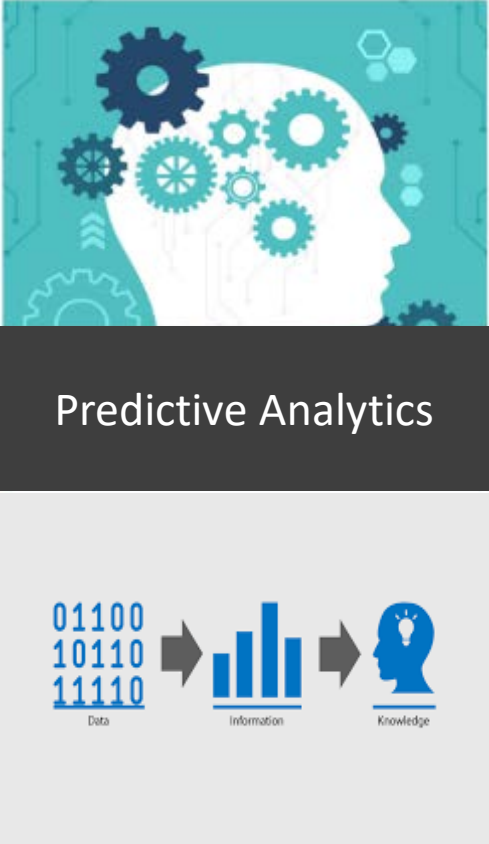 Predictive Analytics
01100
10110
11110
Data
Information
Knowledge